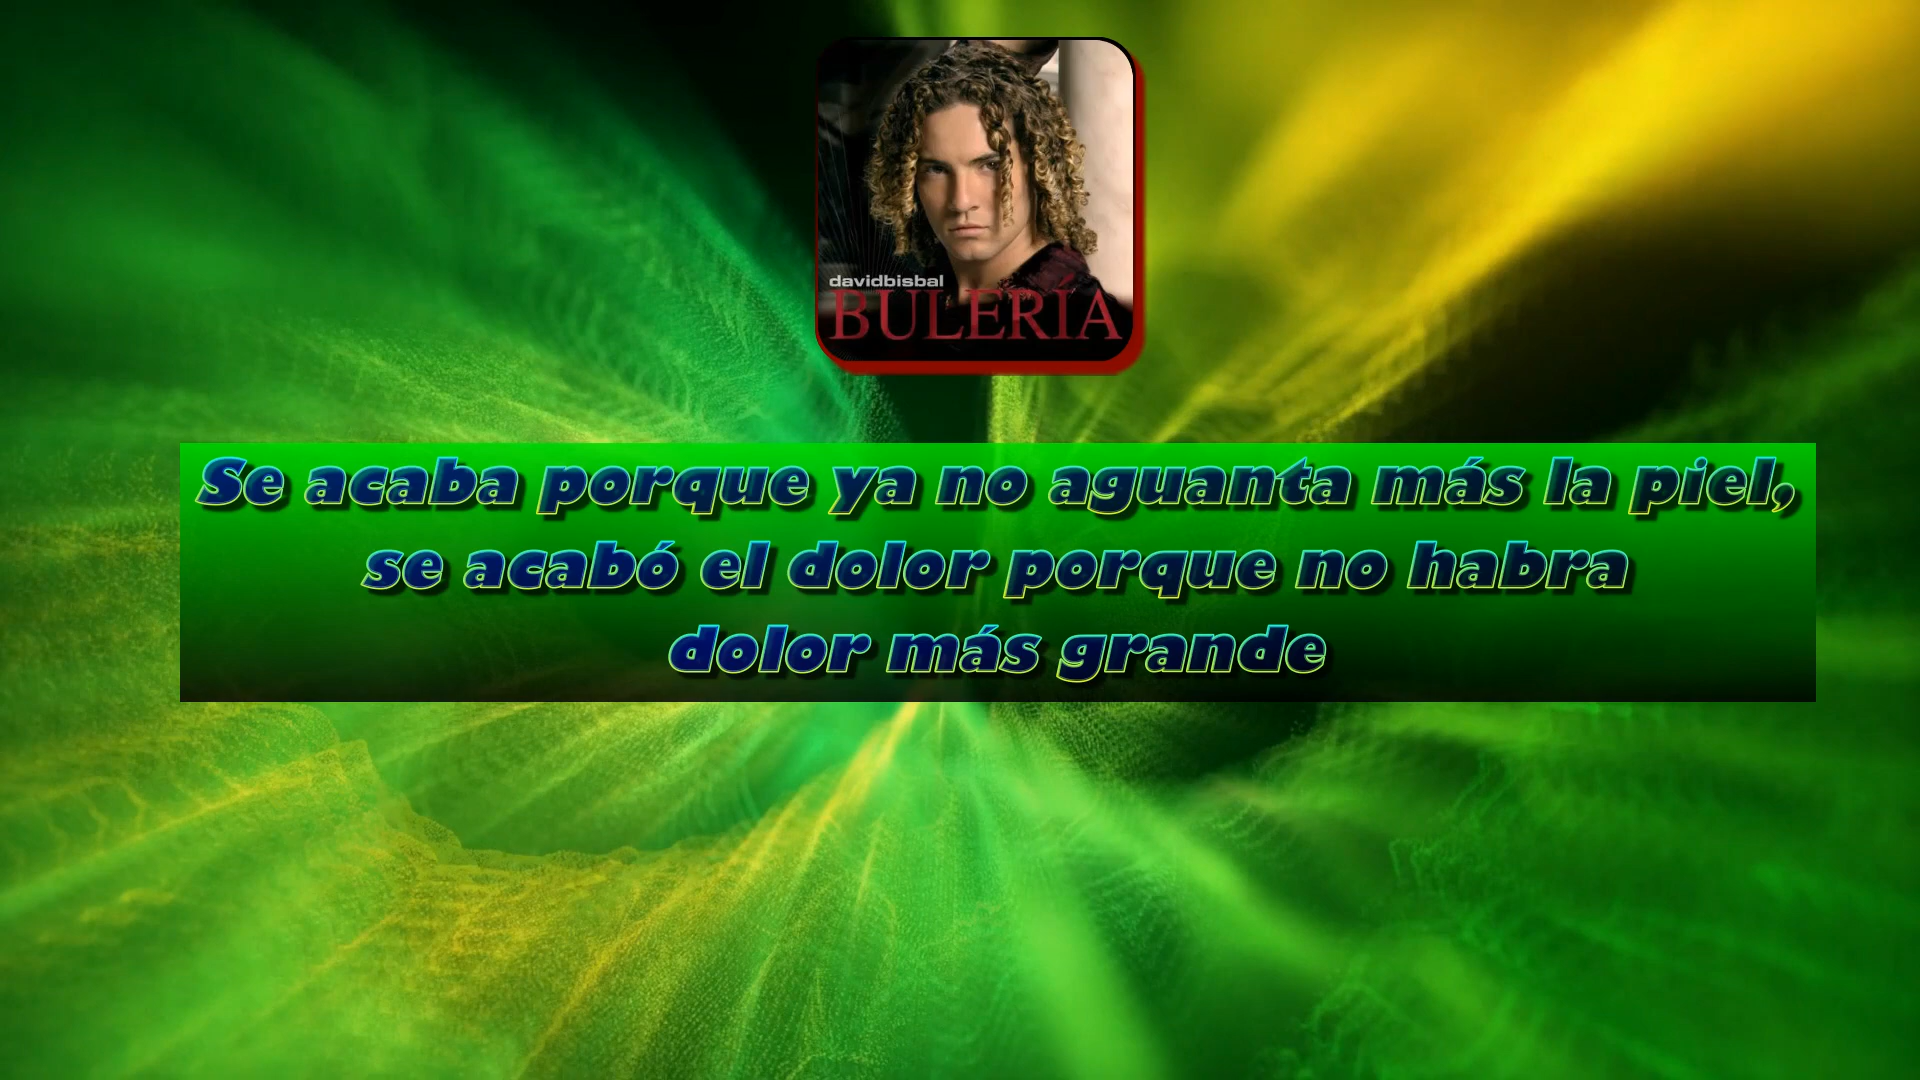 davidbisbal
BULERÍA
Se acaba porque ya no aguanta más la piel,
se acabó el dolor porque no habra
dolor más grande